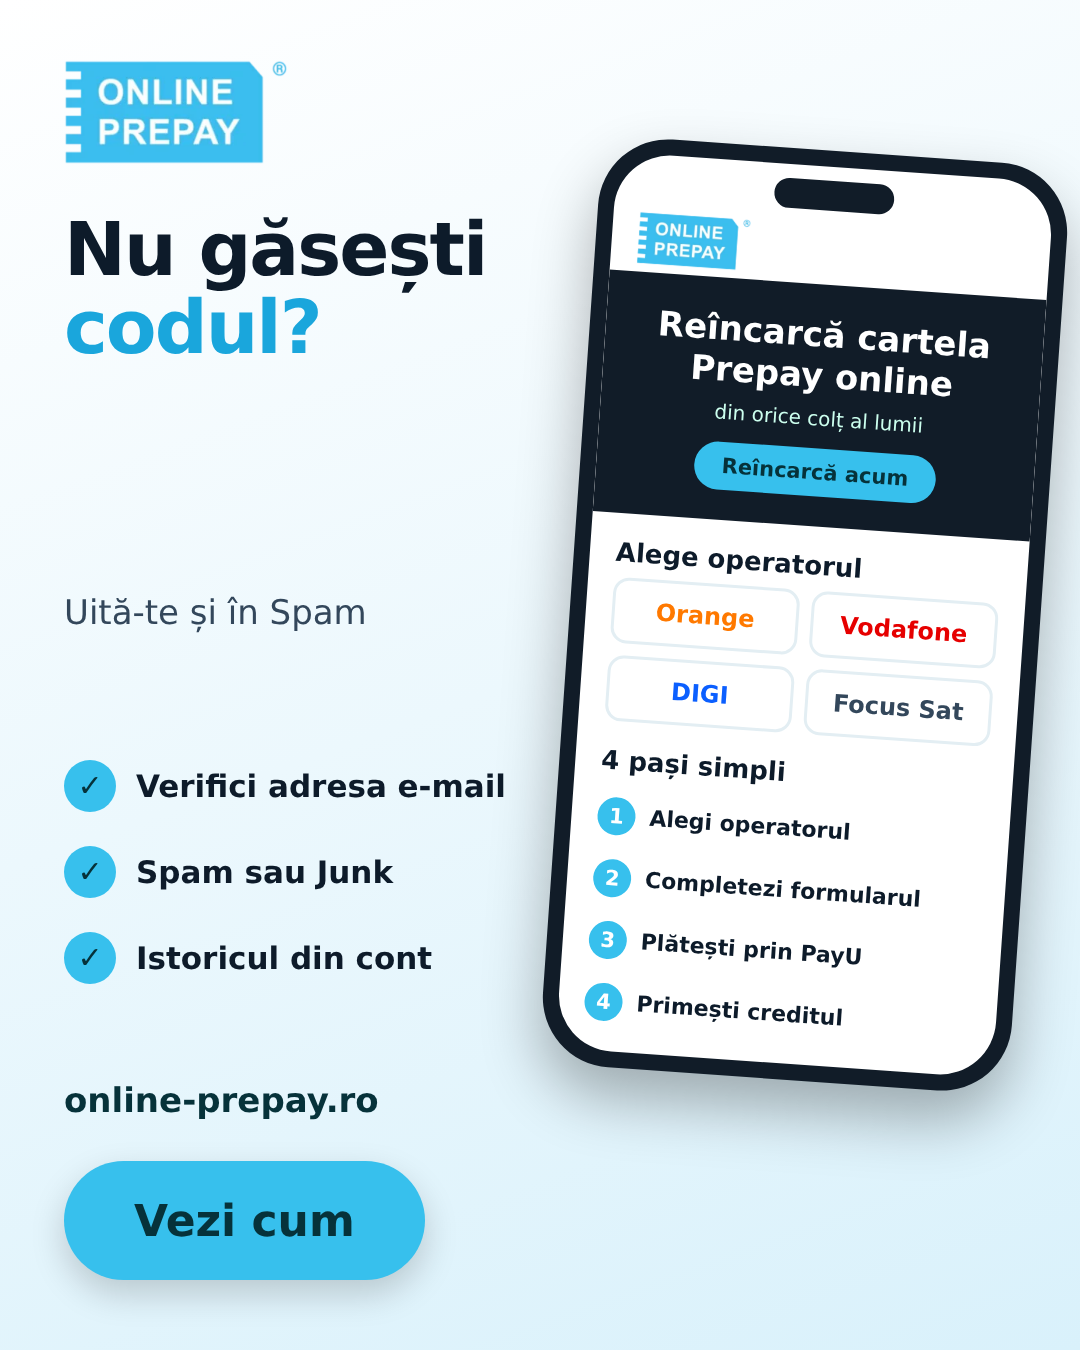 ONLINE
PREPAY
®
Nu găsești
codul?
Uită-te și în Spam
✓ Verifici adresa e-mail
✓ Spam sau Junk
✓ Istoricul din cont
online-prepay.ro
Vezi cum
ONLINE
PREPAY
®
Reîncarcă cartela
Prepay online
din orice colț al lumii
Reîncarcă acum
Alege operatorul
Orange
Vodafone
DIGI
Focus Sat
4 pași simpli
1 Alegi operatorul
2 Completezi formularul
3 Plătești prin PayU
4 Primești creditul